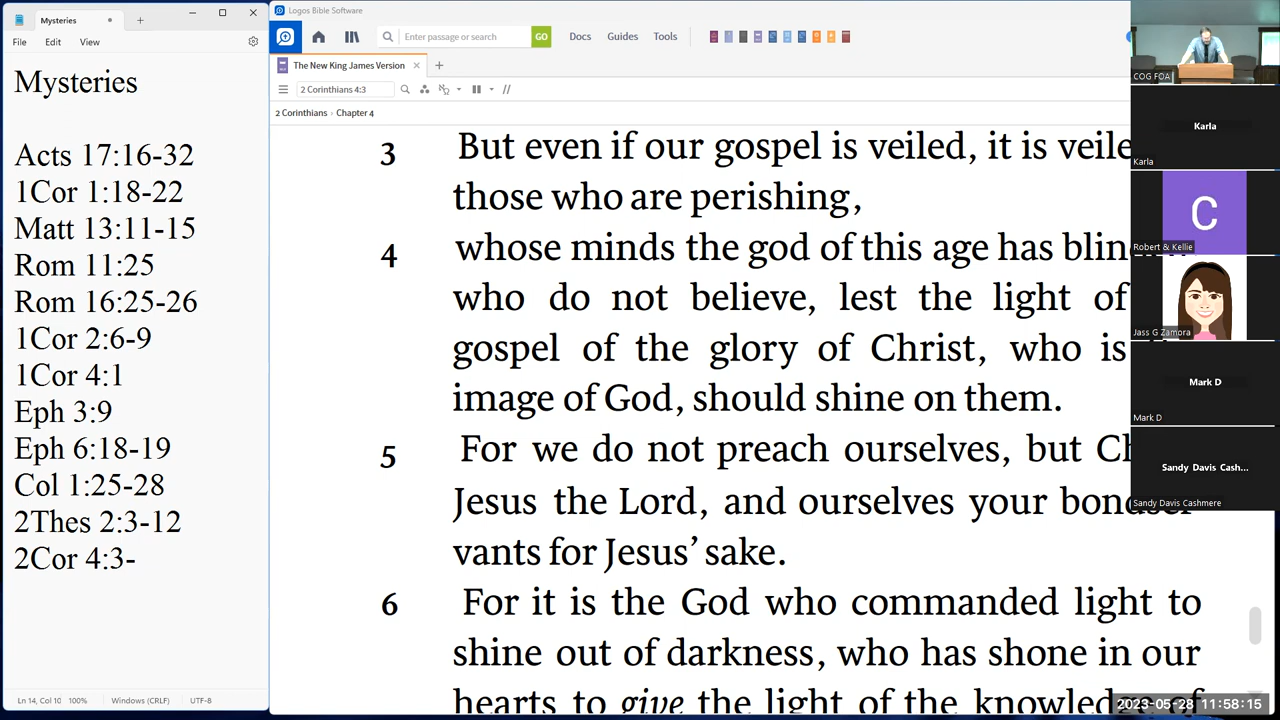 Mysteries
File Edit View
Mysteries
Acts 17:16-32
1Cor 1:18-22
Matt 13:11-15
Rom 11:25
Rom 16:25-26
1Cor 2:6-9
1Cor 4:1
Eph 3:9
Eph 6:18-19
Col 1:25-28
2Thes 2:3-12
2Cor 4:3-
Ln 14, Col 10 100% Windows (CRLF) UTF-8
Logos Bible Software
Enter passage or search GO Docs Guides Tools
The New King James Version
2 Corinthians 4:3
2 Corinthians › Chapter 4
3 But even if our gospel is veiled, it is veile
those who are perishing,
4 whose minds the god of this age has blin
who do not believe, lest the light of
gospel of the glory of Christ, who is
image of God, should shine on them.
5 For we do not preach ourselves, but Ch
Jesus the Lord, and ourselves your bondser-
vants for Jesus’ sake.
6 For it is the God who commanded light to
shine out of darkness, who has shone in our
hearts to give the light of the knowledge of
COG FOA
Karla
Karla
C
Robert & Kellie
Jass G Zamora
Mark D
Mark D
Sandy Davis Cash...
Sandy Davis Cashmere
2023-05-28 11:58:15